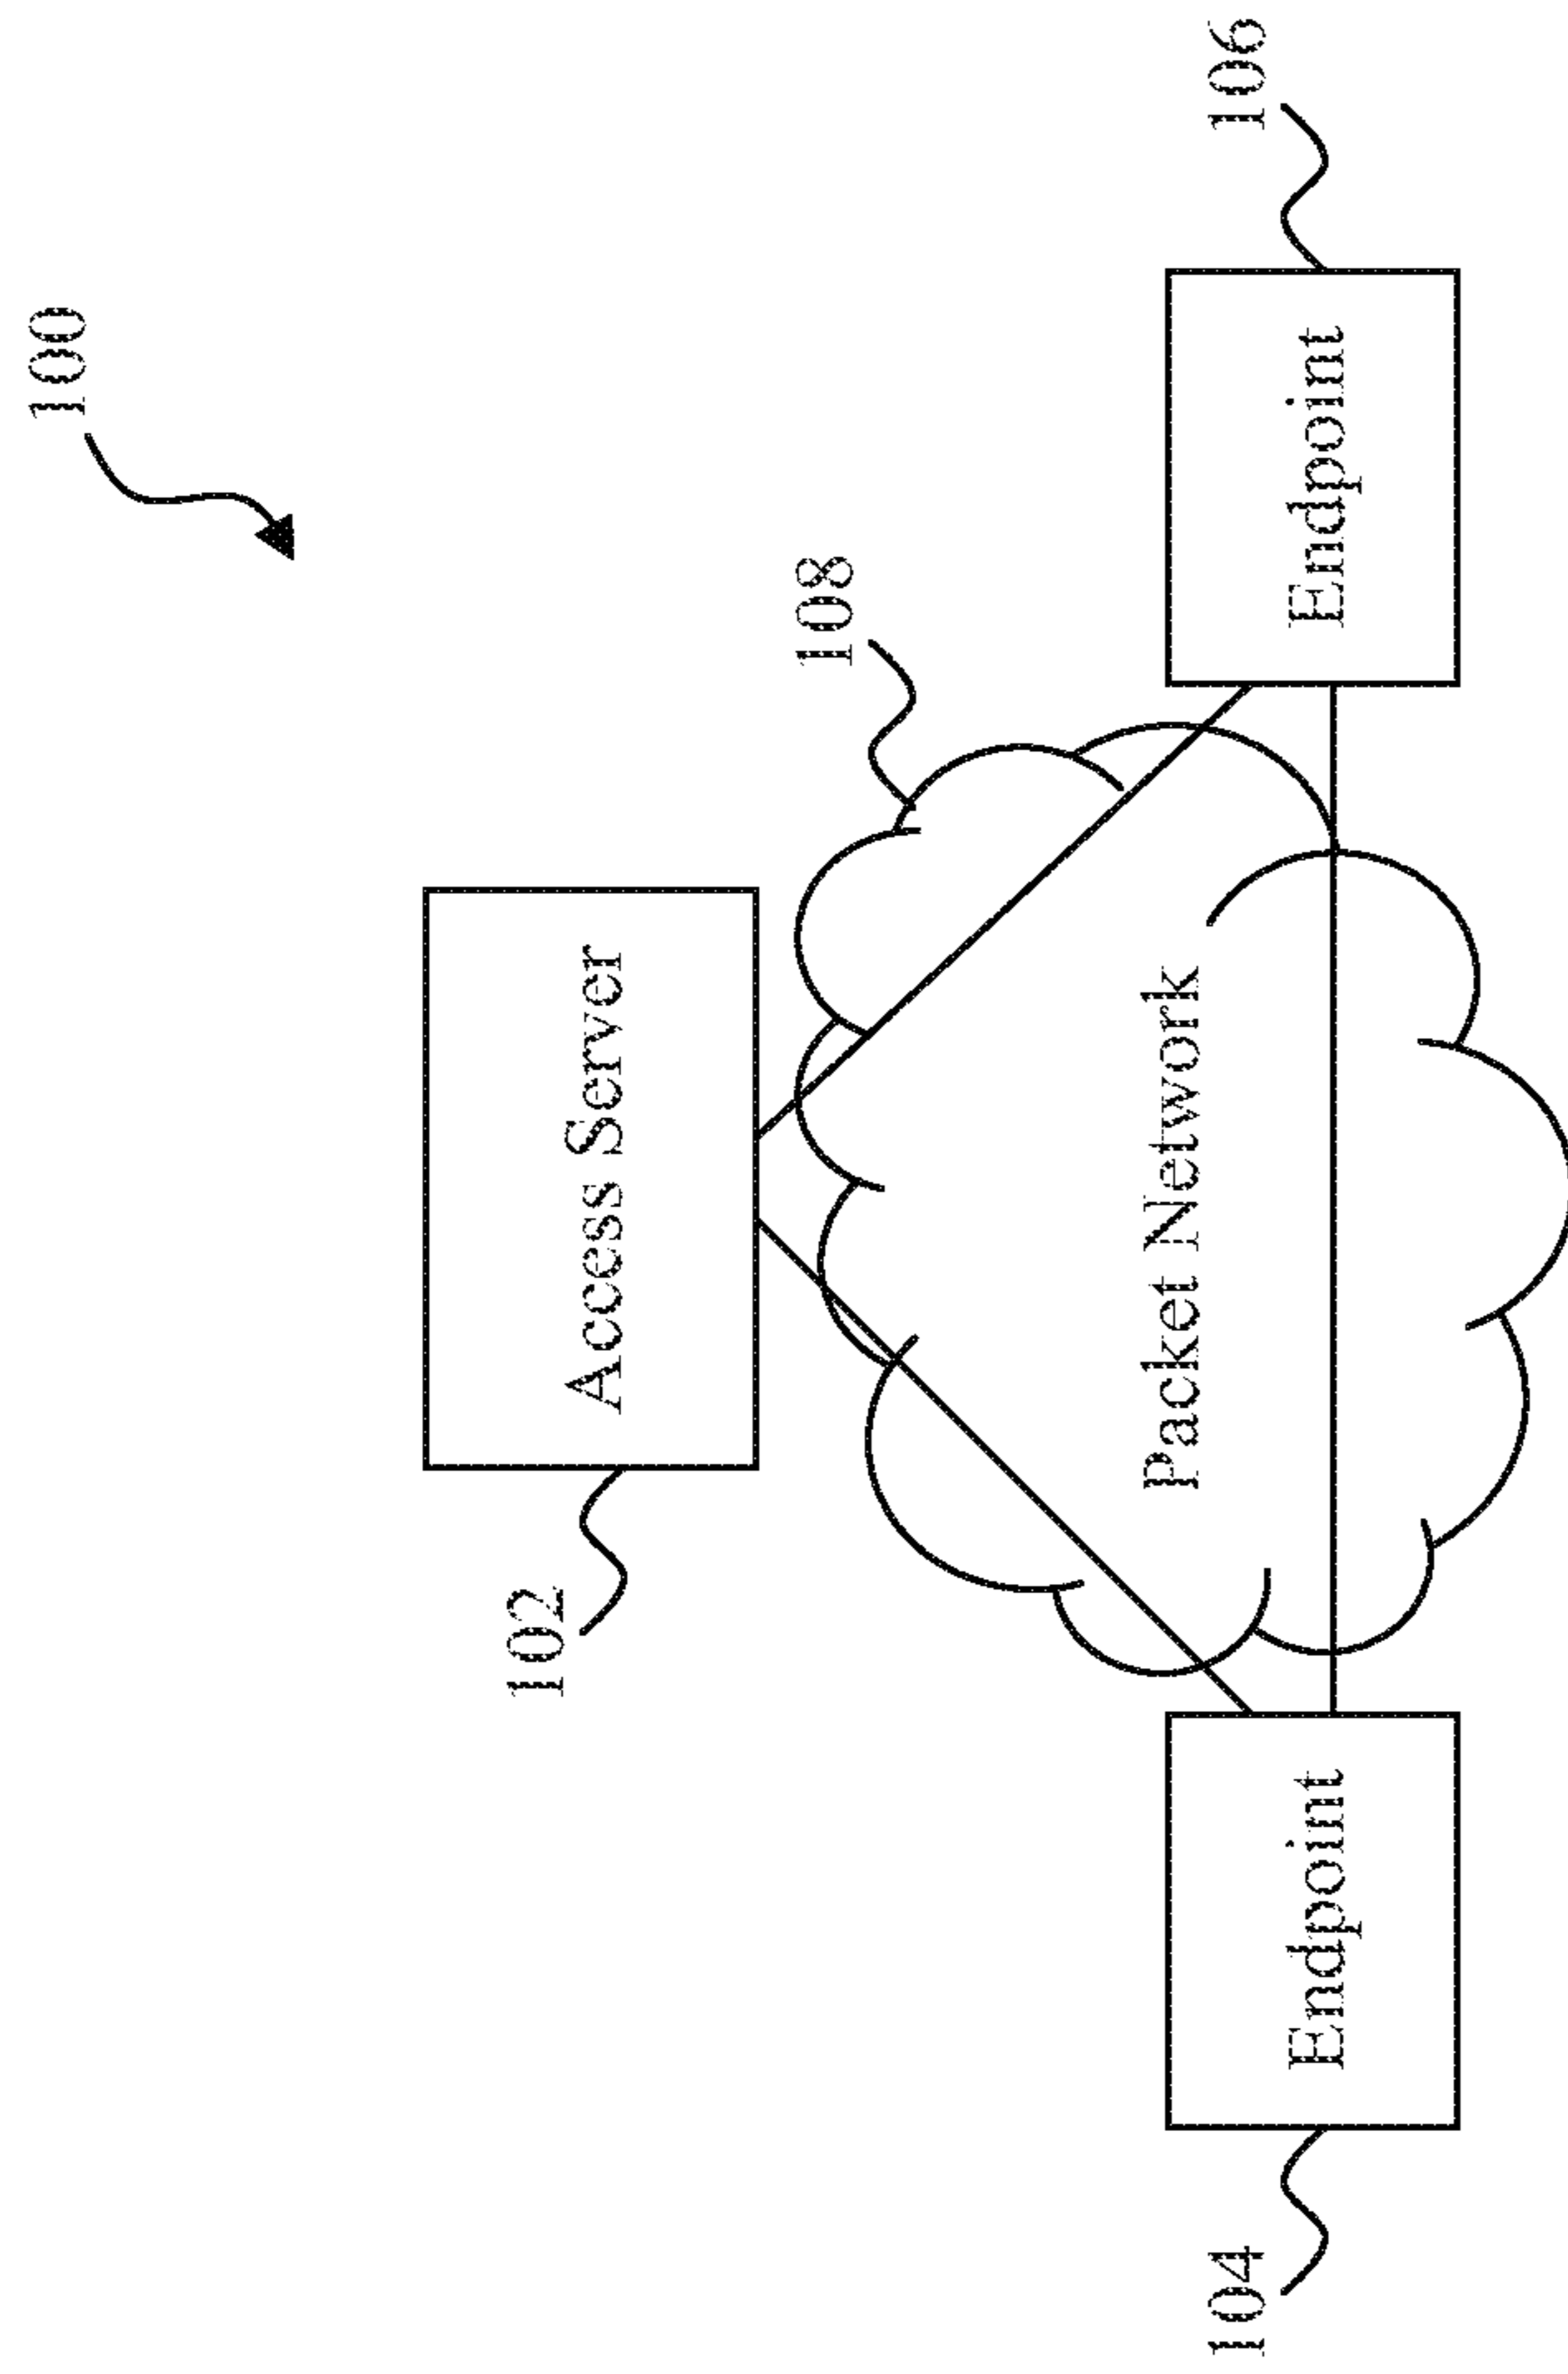 100
Access Server
102
108
Packet Network
Endpoint
Endpoint
104
106